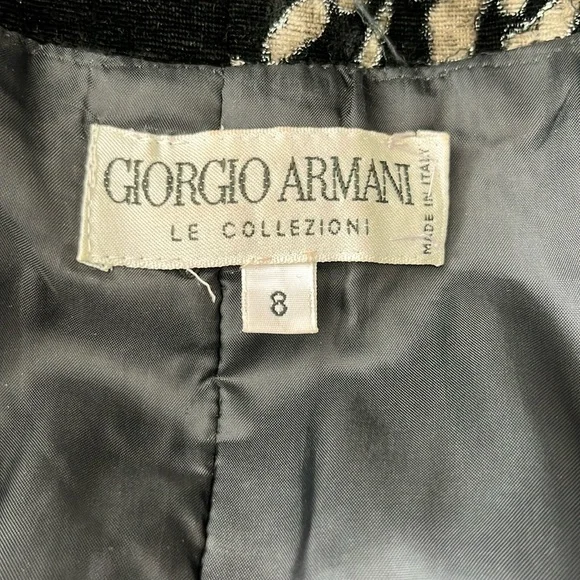 GIORGIO ARMANI
LE COLLEZIONI
MADE IN ITALY
8